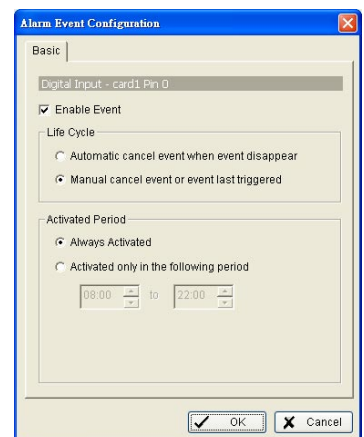 Alarm Event Configuration
Basic
Digital Input - card1 Pin 0
Enable Event
Life Cycle
Automatic cancel event when event disappear
Manual cancel event or event last triggered
Activated Period
Always Activated
Activated only in the following period
08:00 to 22:00
OK Cancel